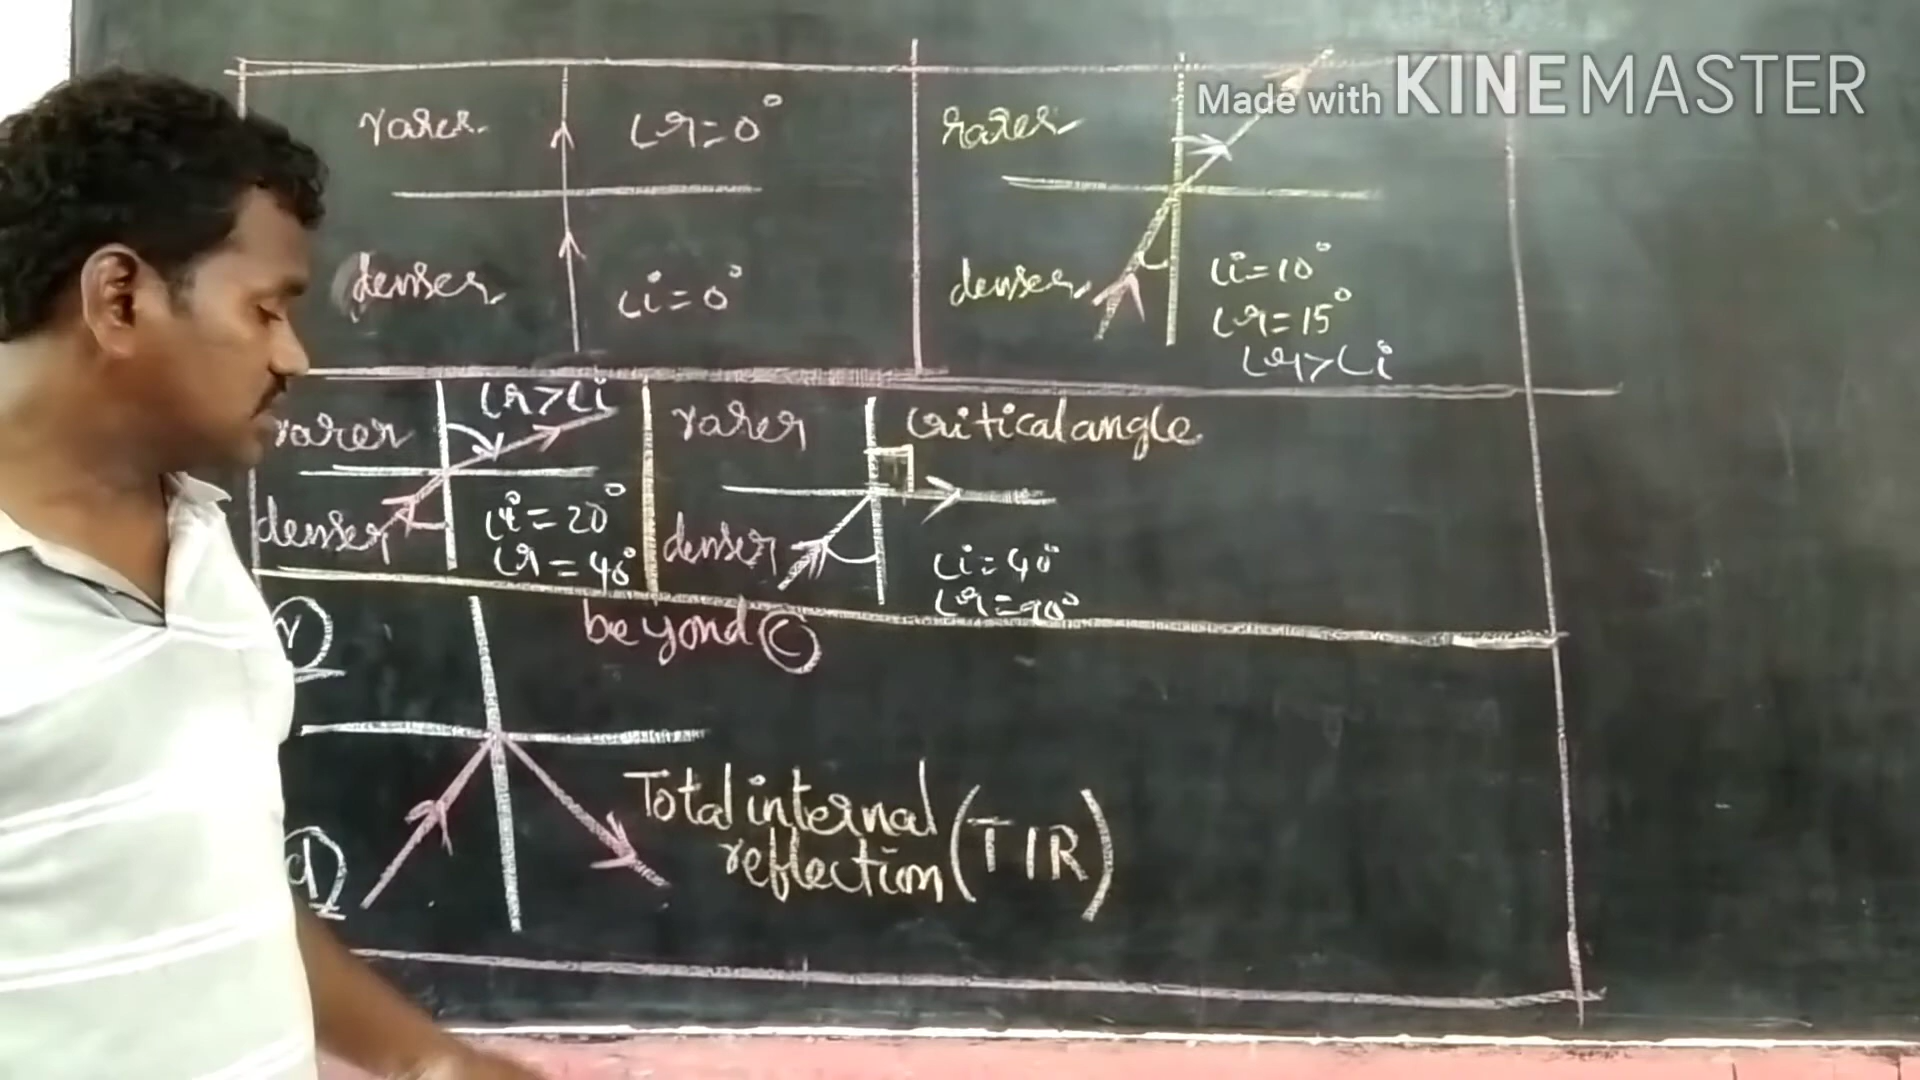 rarer
∠r=0°
denser
∠i=0°
rarer
denser
∠i=10°
∠r=15°
∠r>∠i
Made with KINEMASTER
rarer
∠r>∠i
denser
∠i=20°
∠r=40°
rarer
critical angle
denser
∠i=40°
∠r=90°
r
beyond C
d
Total internal
reflection (TIR)